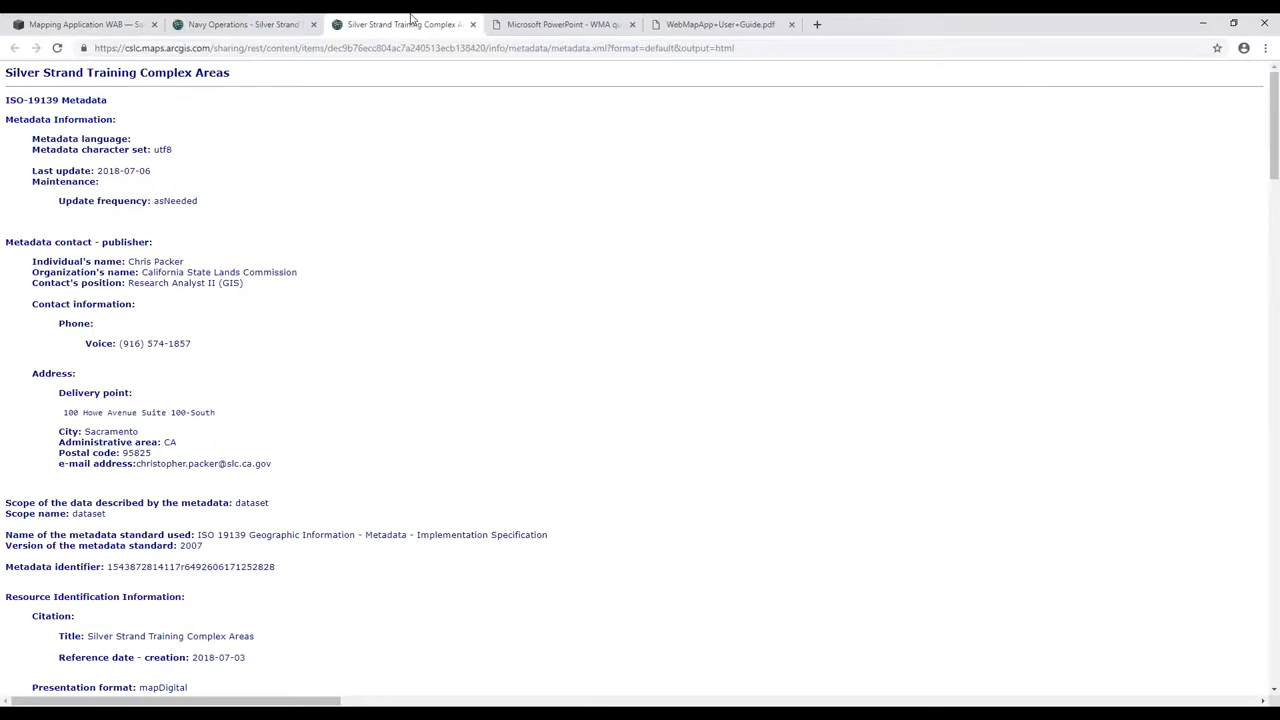 Mapping Application WAB — Sa
Navy Operations - Silver Strand T
Silver Strand Training Complex A
Microsoft PowerPoint - WMA qu
WebMapApp+User+Guide.pdf
https://cslc.maps.arcgis.com/sharing/rest/content/items/dec9b76ecc804ac7a240513ecb138420/info/metadata/metadata.xml?format=default&output=html
Silver Strand Training Complex Areas
ISO-19139 Metadata
Metadata Information:
Metadata language:
Metadata character set: utf8
Last update: 2018-07-06
Maintenance:
Update frequency: asNeeded
Metadata contact - publisher:
Individual's name: Chris Packer
Organization's name: California State Lands Commission
Contact's position: Research Analyst II (GIS)
Contact information:
Phone:
Voice: (916) 574-1857
Address:
Delivery point:
100 Howe Avenue Suite 100-South
City: Sacramento
Administrative area: CA
Postal code: 95825
e-mail address:christopher.packer@slc.ca.gov
Scope of the data described by the metadata: dataset
Scope name: dataset
Name of the metadata standard used: ISO 19139 Geographic Information - Metadata - Implementation Specification
Version of the metadata standard: 2007
Metadata identifier: 1543872814117r6492606171252828
Resource Identification Information:
Citation:
Title: Silver Strand Training Complex Areas
Reference date - creation: 2018-07-03
Presentation format: mapDigital